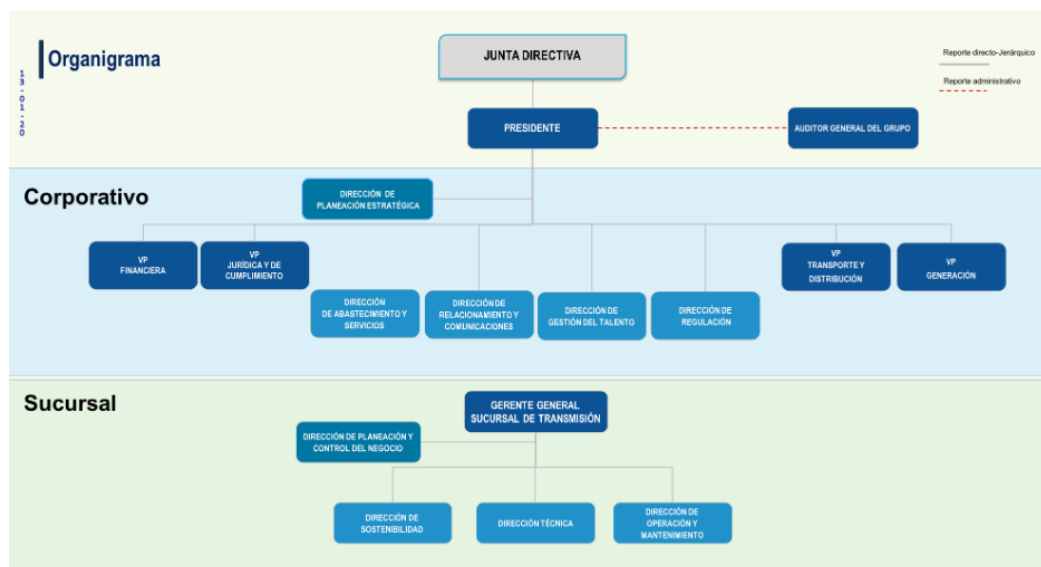 Organigrama
13-01-20
JUNTA DIRECTIVA
Reporte directo-Jerárquico
Reporte administrativo
PRESIDENTE
AUDITOR GENERAL DEL GRUPO
Corporativo
DIRECCIÓN DE
PLANEACIÓN ESTRATÉGICA
VP
FINANCIERA
VP
JURÍDICA Y DE
CUMPLIMIENTO
VP
TRANSPORTE Y
DISTRIBUCIÓN
VP
GENERACIÓN
DIRECCIÓN
DE ABASTECIMIENTO Y
SERVICIOS
DIRECCIÓN DE
RELACIONAMIENTO Y
COMUNICACIONES
DIRECCIÓN DE
GESTIÓN DEL TALENTO
DIRECCIÓN DE
REGULACIÓN
Sucursal
GERENTE GENERAL
SUCURSAL DE TRANSMISIÓN
DIRECCIÓN DE PLANEACIÓN Y
CONTROL DEL NEGOCIO
DIRECCIÓN DE
SOSTENIBILIDAD
DIRECCIÓN TÉCNICA
DIRECCIÓN DE
OPERACIÓN Y
MANTENIMIENTO